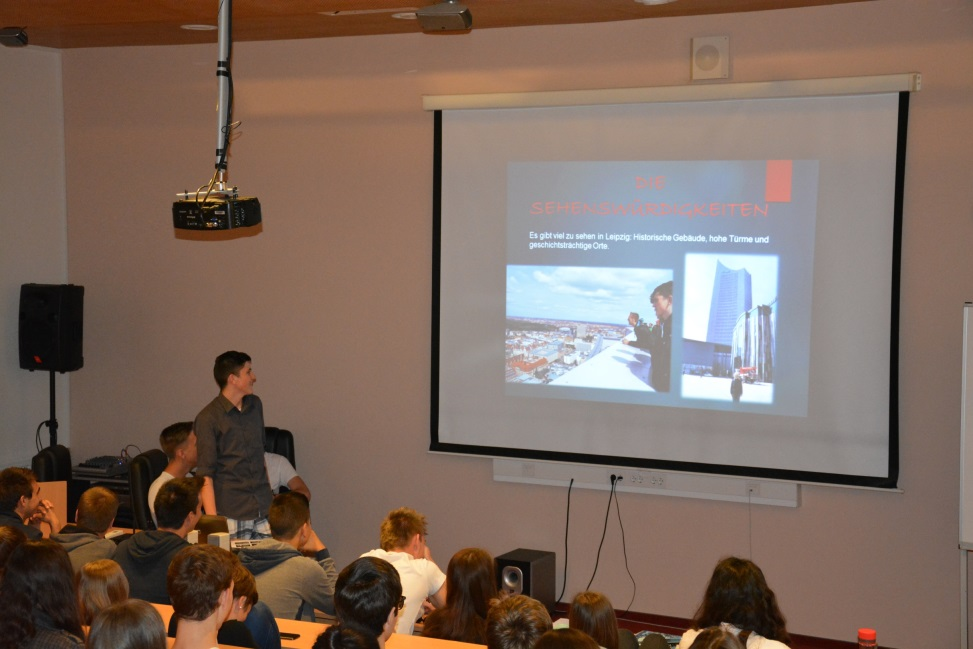 DIE
SEHENSWÜRDIGKEITEN
Es gibt viel zu sehen in Leipzig: Historische Gebäude, hohe Türme und
geschichtsträchtige Orte.